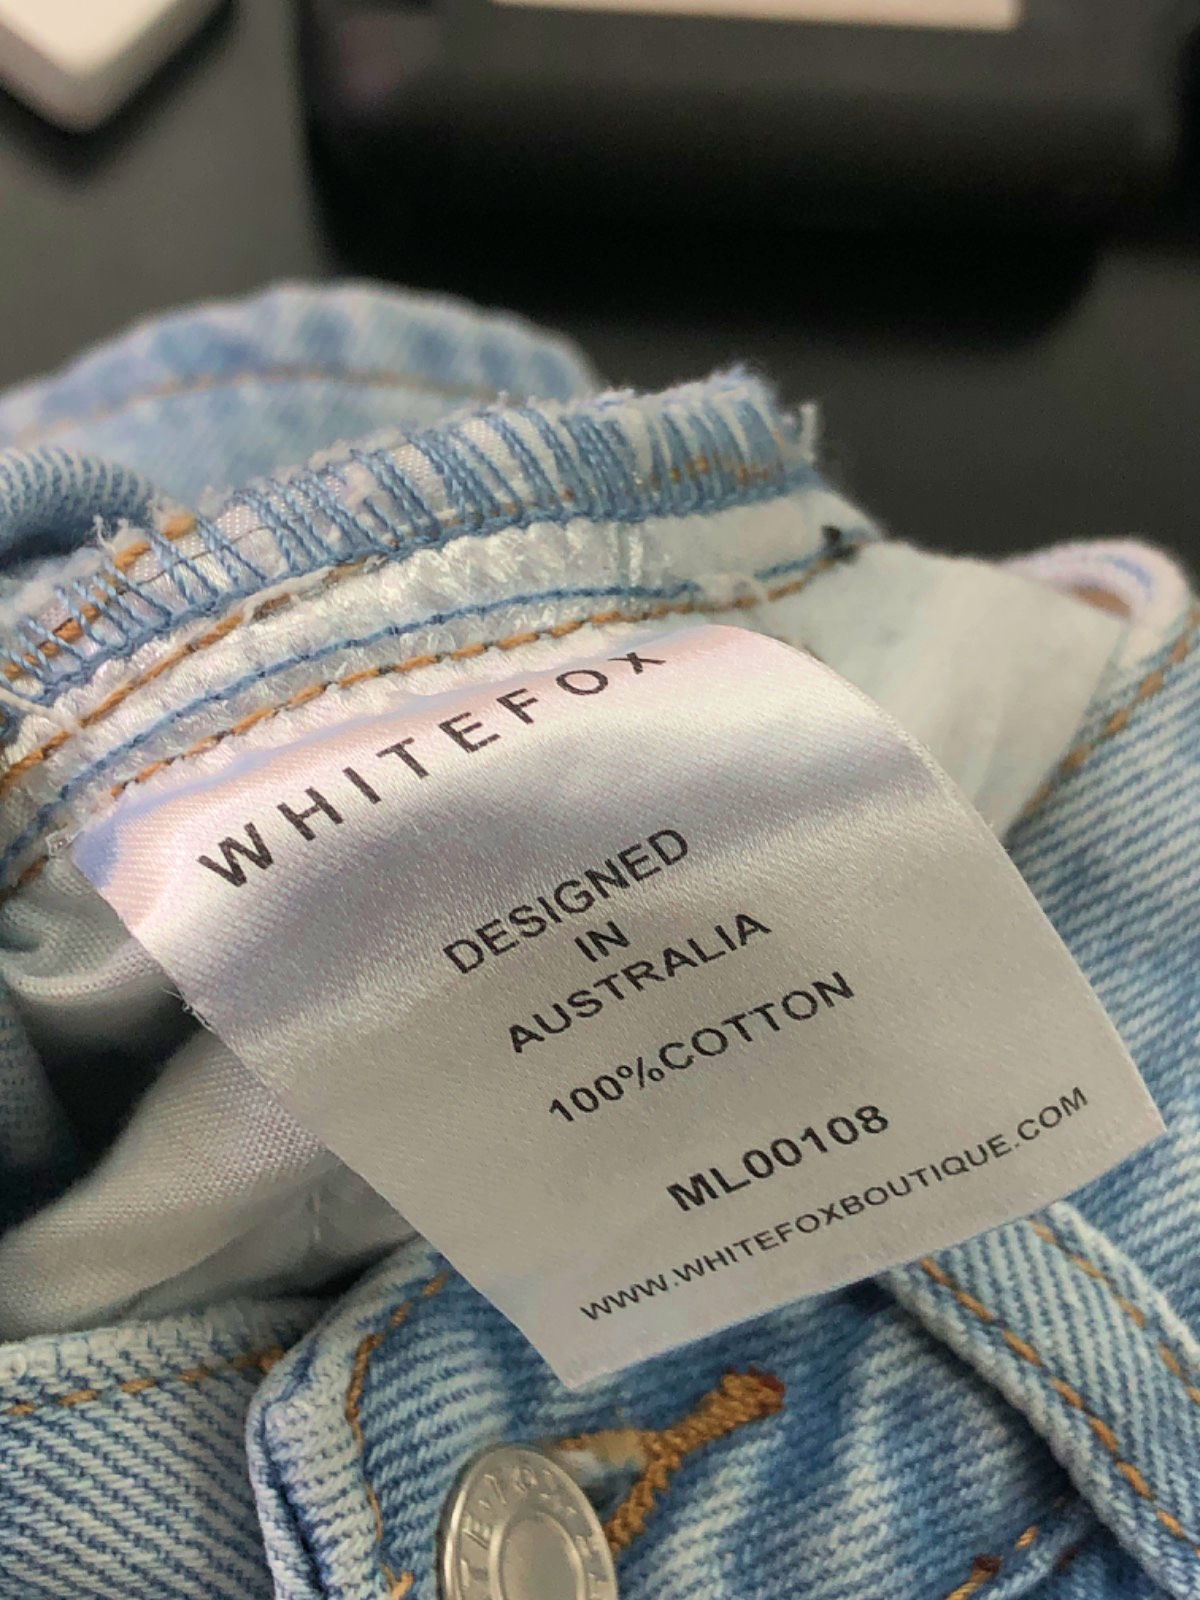 WHITEFOX
DESIGNED
IN
AUSTRALIA
100%COTTON
ML00108
WWW.WHITEFOXBOUTIQUE.COM